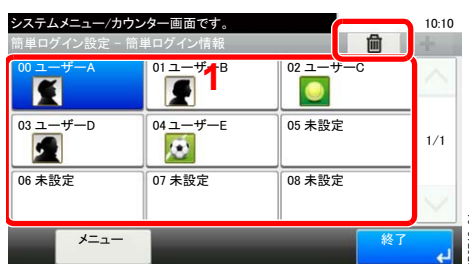 システムメニュー/カウンター画面です。
10:10
簡単ログイン設定 - 簡単ログイン情報
00 ユーザーA
01 ユーザーB
02 ユーザーC
1
03 ユーザーD
04 ユーザーE
05 未設定
1/1
06 未設定
07 未設定
08 未設定
メニュー
終了